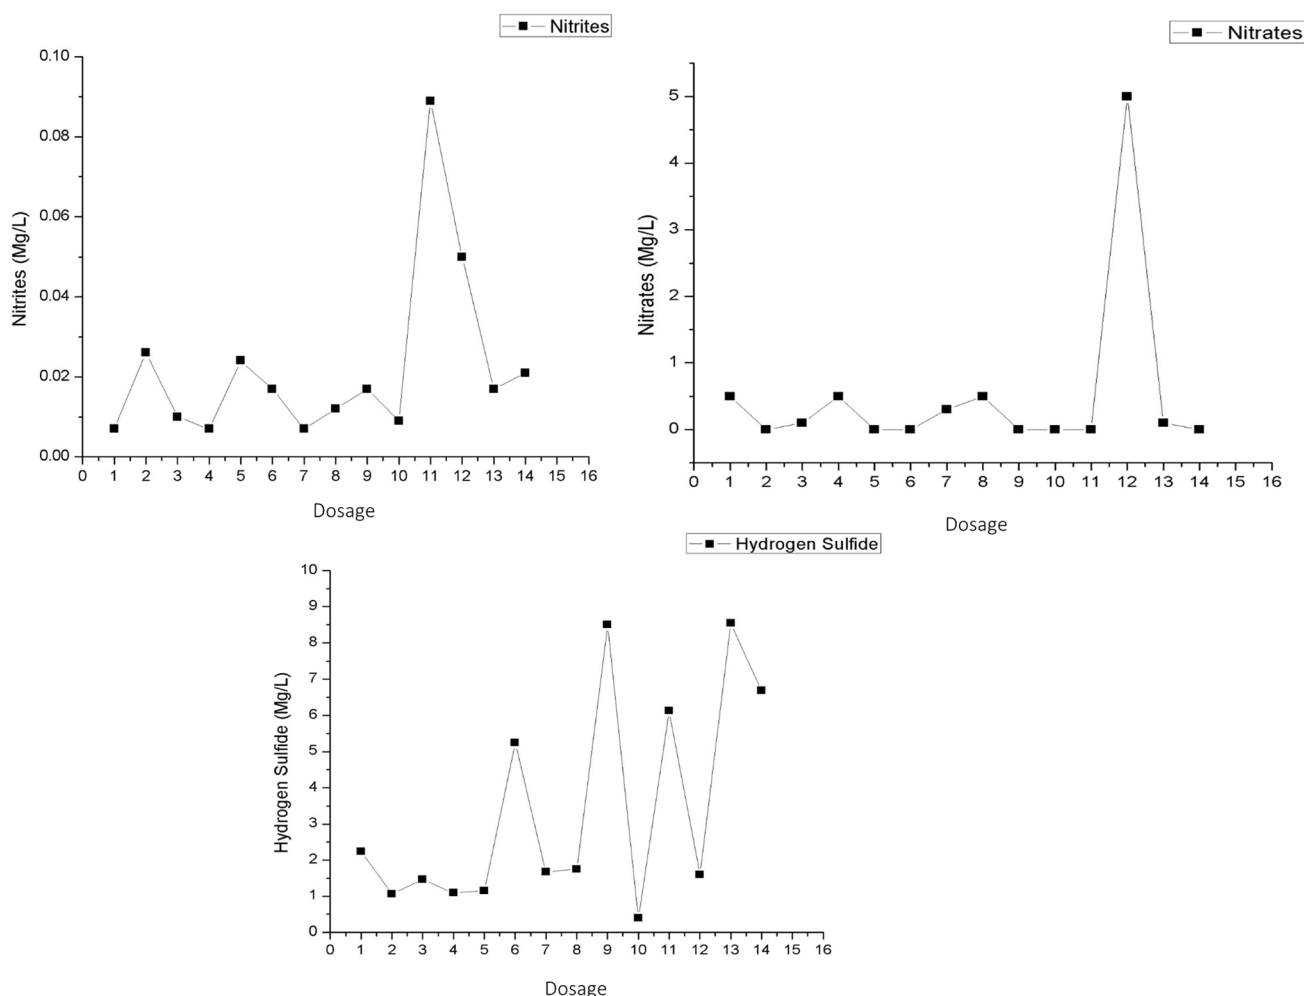 Nitrites
0.10
0.08
0.06
0.04
0.02
0.00
Nitrites (Mg/L)
0 1 2 3 4 5 6 7 8 9 10 11 12 13 14 15 16
Dosage
Nitrates
5
4
3
2
1
0
Nitrates (Mg/L)
0 1 2 3 4 5 6 7 8 9 10 11 12 13 14 15 16
Dosage
Hydrogen Sulfide
10
9
8
7
6
5
4
3
2
1
0
Hydrogen Sulfide (Mg/L)
0 1 2 3 4 5 6 7 8 9 10 11 12 13 14 15 16
Dosage